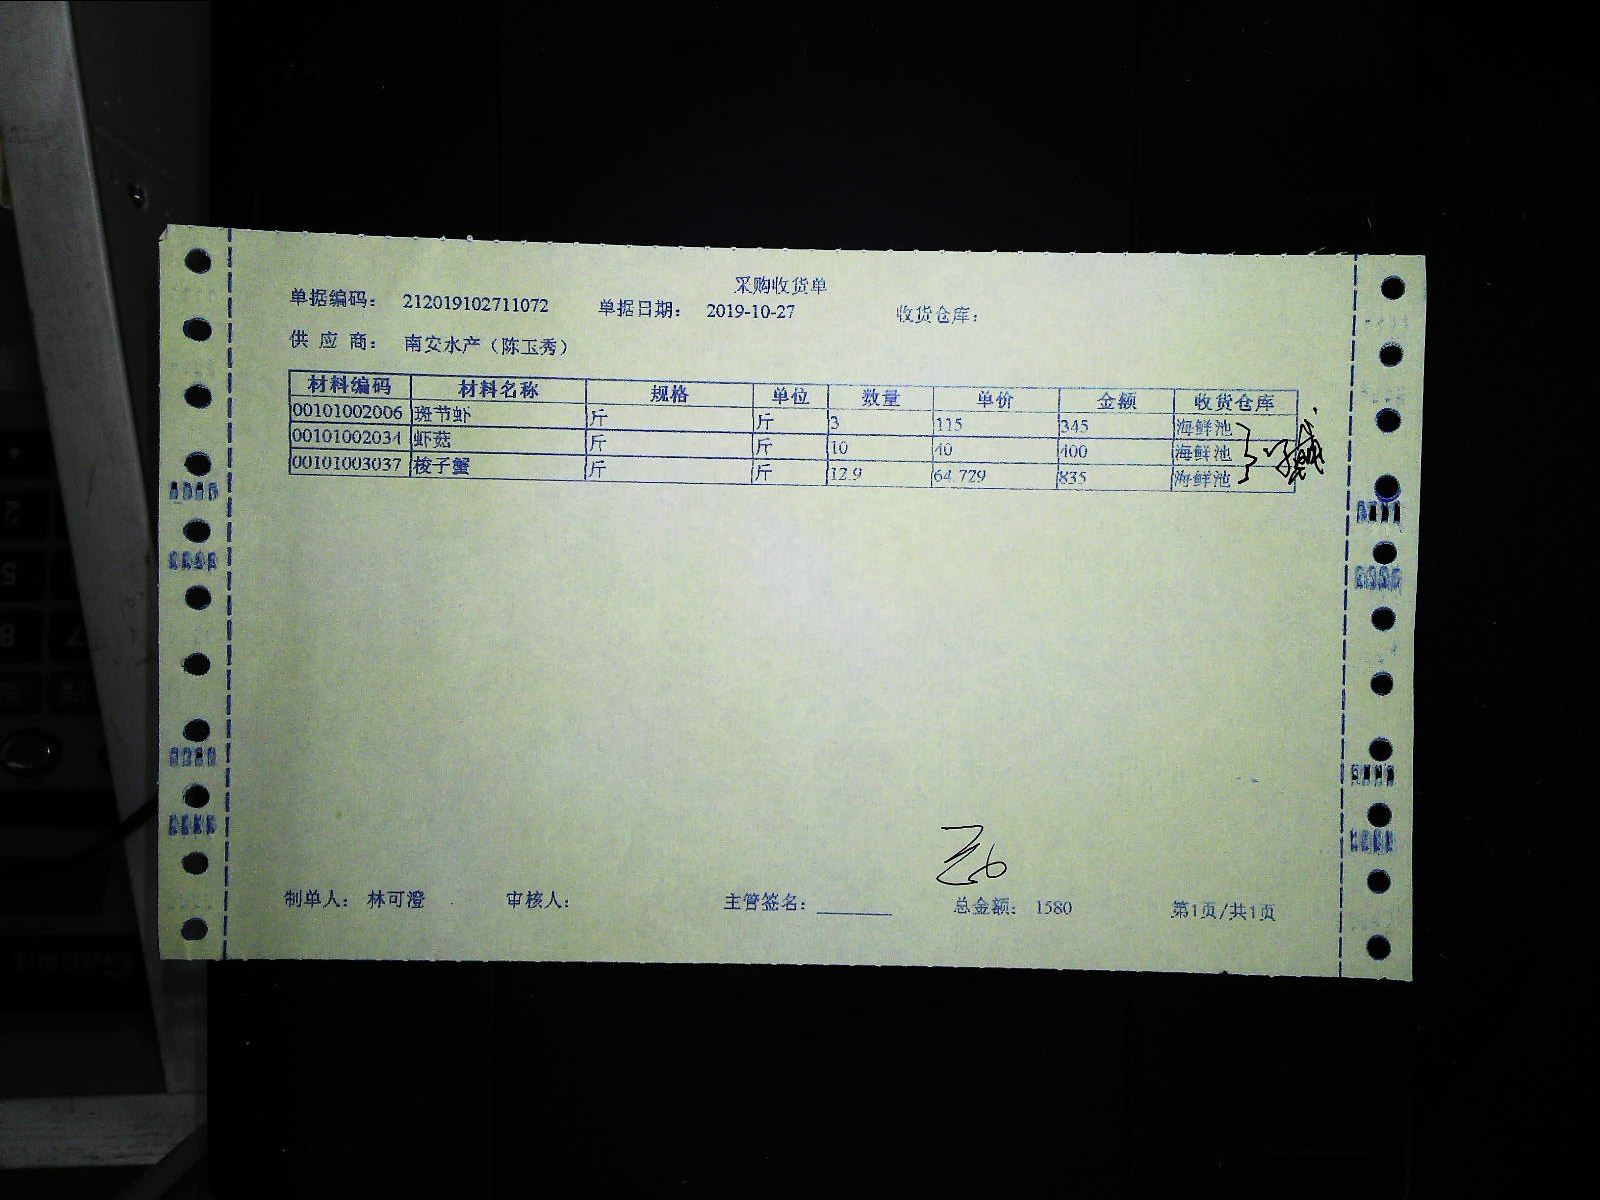 采购收货单
单据编码： 212019102711072 单据日期： 2019-10-27 收货仓库：
供 应 商： 南安水产（陈玉秀）
材料编码 材料名称 规格 单位 数量 单价 金额 收货仓库
00101002006 斑节虾 斤 斤 3 115 345 海鲜池
00101002034 虾菇 斤 斤 10 40 400 海鲜池
00101003037 梭子蟹 斤 斤 12.9 64.729 835 海鲜池
制单人： 林可澄 审核人： 主管签名： 总金额： 1580 第1页/共1页